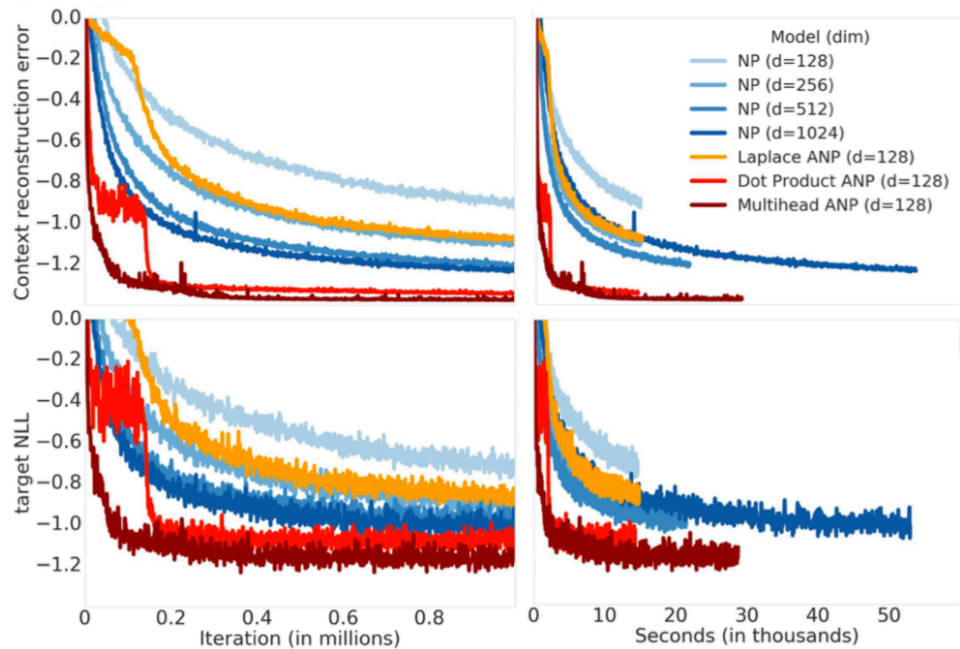 Context reconstruction error
0.0
−0.2
−0.4
−0.6
−0.8
−1.0
−1.2
Model (dim)
NP (d=128)
NP (d=256)
NP (d=512)
NP (d=1024)
Laplace ANP (d=128)
Dot Product ANP (d=128)
Multihead ANP (d=128)
target NLL
0.0
−0.2
−0.4
−0.6
−0.8
−1.0
−1.2
0 0.2 0.4 0.6 0.8
Iteration (in millions)
0 10 20 30 40 50
Seconds (in thousands)